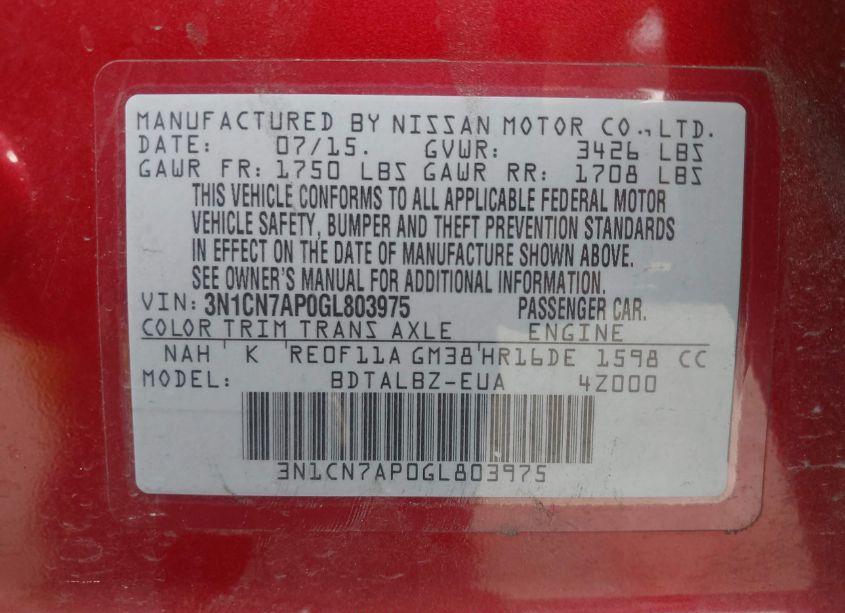 MANUFACTURED BY NISSAN MOTOR CO.,LTD.
DATE: 07/15. GVWR: 3426 LBS
GAWR FR: 1750 LBS GAWR RR: 1708 LBS
THIS VEHICLE CONFORMS TO ALL APPLICABLE FEDERAL MOTOR
VEHICLE SAFETY, BUMPER AND THEFT PREVENTION STANDARDS
IN EFFECT ON THE DATE OF MANUFACTURE SHOWN ABOVE.
SEE OWNER'S MANUAL FOR ADDITIONAL INFORMATION.
VIN: 3N1CN7AP0GL803975 PASSENGER CAR.
COLOR TRIM TRANS AXLE ENGINE
NAH K RE0F11A GM38 HR16DE 1598 CC
MODEL: BDTALBZ-EUA 4Z000
3N1CN7AP0GL803975